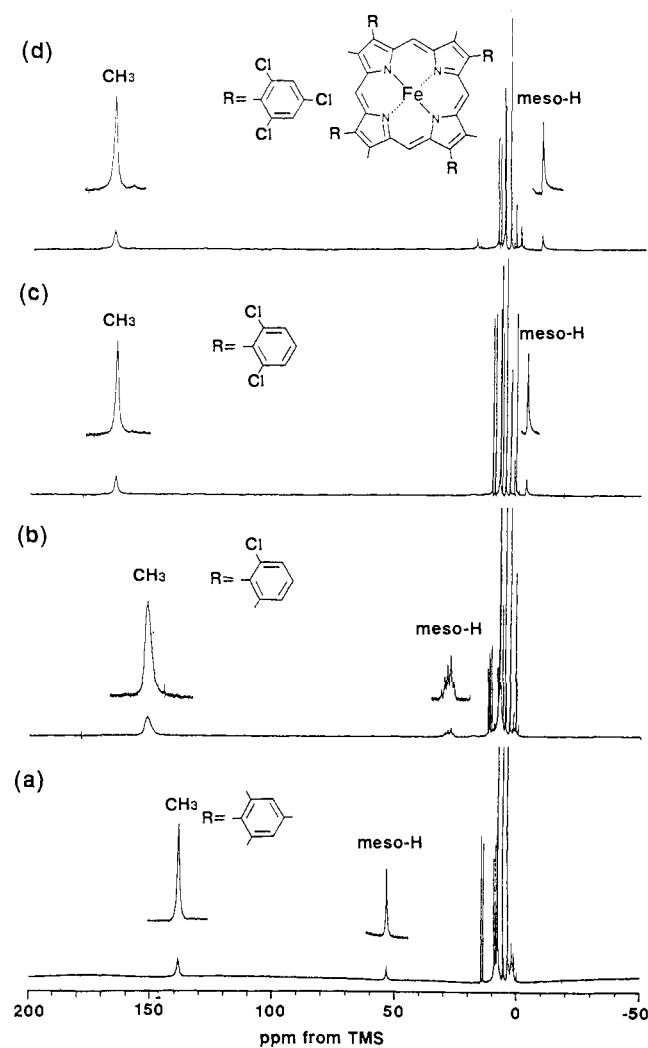 (d)
R
R
CH3
Cl
R=
Cl
Cl
N
N
Fe
N
N
meso-H
R
R
(c)
CH3
Cl
R=
Cl
meso-H
(b)
CH3
Cl
R=
meso-H
(a)
CH3
R=
meso-H
200
150
100
50
0
-50
ppm from TMS